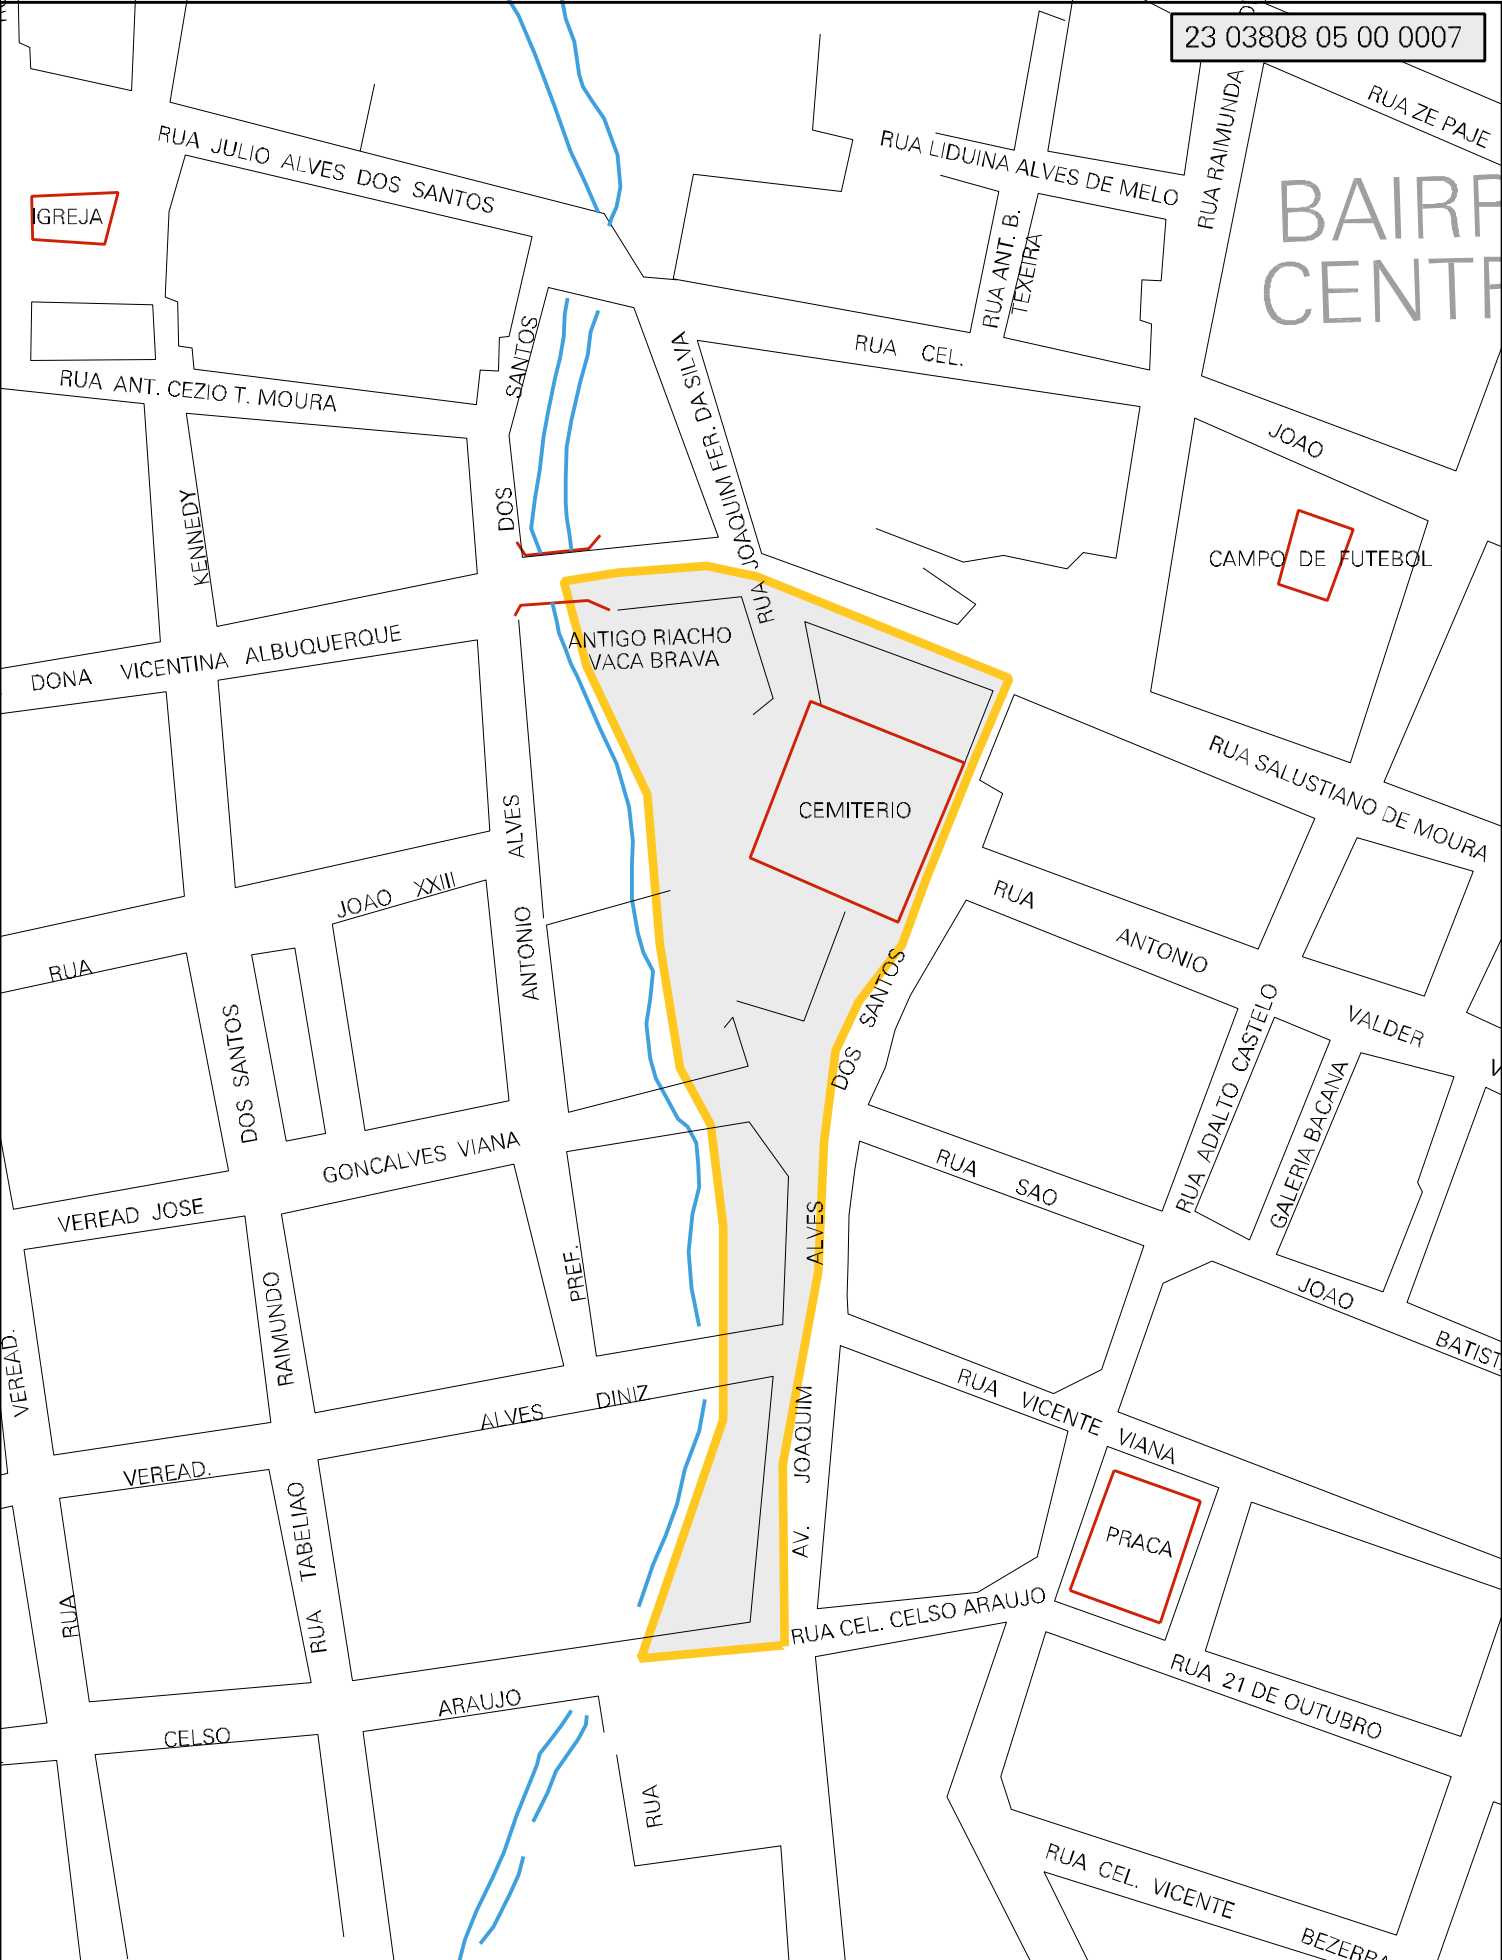 23 03808 05 00 0007
RUA ZE PAJE
RUA RAIMUNDA
RUA JULIO ALVES DOS SANTOS
RUA LIDUINA ALVES DE MELO
IGREJA
RUA ANT. B.
TEXEIRA
RUA CEL.
JOAO
SANTOS
DOS
RUA JOAQUIM FER. DA SILVA
RUA ANT. CEZIO T. MOURA
KENNEDY
CAMPO DE FUTEBOL
DONA VICENTINA ALBUQUERQUE
ANTIGO RIACHO
VACA BRAVA
RUA SALUSTIANO DE MOURA
CEMITERIO
ALVES
ANTONIO
JOAO XXIII
RUA
RUA
ANTONIO
VALDER
DOS SANTOS
DOS SANTOS
RUA ADALTO CASTELO
GALERIA BACANA
GONCALVES VIANA
VEREAD JOSE
RUA SAO
JOAO
BATIST
ALVES
PREF.
RAIMUNDO
VEREAD.
ALVES DINIZ
RUA VICENTE VIANA
JOAQUIM
AV.
VEREAD.
TABELIAO
RUA
RUA
PRACA
RUA CEL. CELSO ARAUJO
RUA 21 DE OUTUBRO
ARAUJO
CELSO
RUA
RUA CEL. VICENTE
BEZERRA